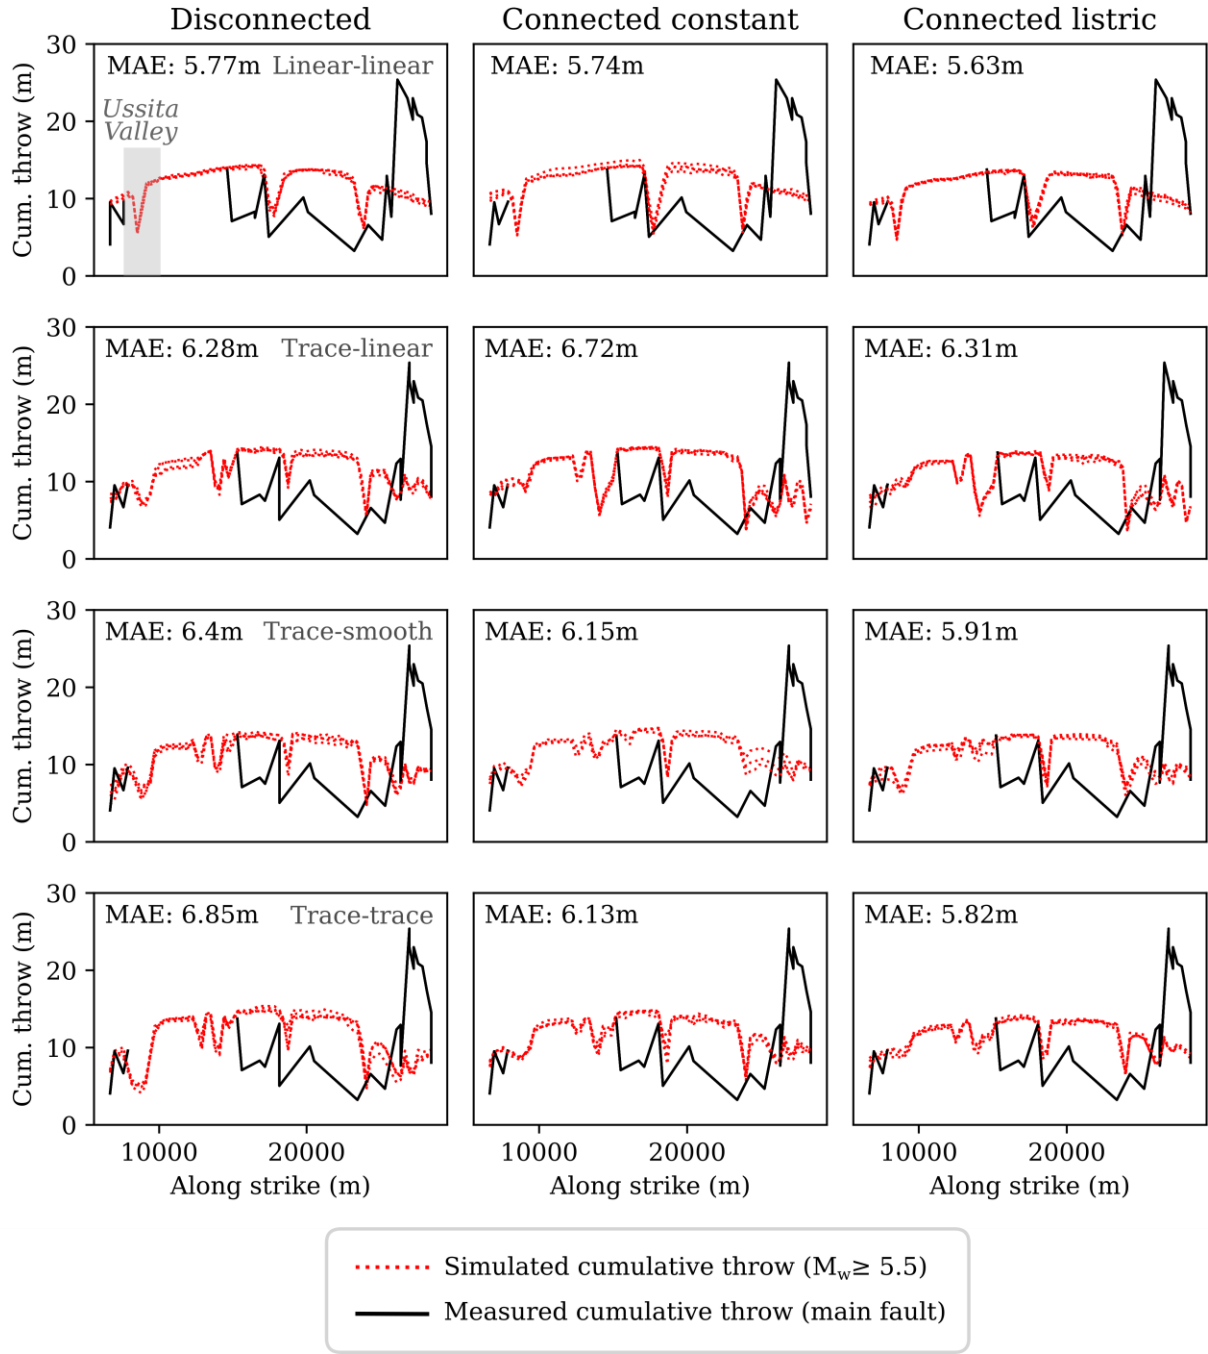 Disconnected
Connected constant
Connected listric
30
20
10
0
Cum. throw (m)
MAE: 5.77m Linear-linear
Ussita
Valley
MAE: 5.74m
MAE: 5.63m
30
20
10
0
Cum. throw (m)
MAE: 6.28m Trace-linear
MAE: 6.72m
MAE: 6.31m
30
20
10
0
Cum. throw (m)
MAE: 6.4m Trace-smooth
MAE: 6.15m
MAE: 5.91m
30
20
10
0
Cum. throw (m)
MAE: 6.85m Trace-trace
MAE: 6.13m
MAE: 5.82m
10000 20000
10000 20000
10000 20000
Along strike (m)
Along strike (m)
Along strike (m)
Simulated cumulative throw (Mw≥ 5.5)
Measured cumulative throw (main fault)